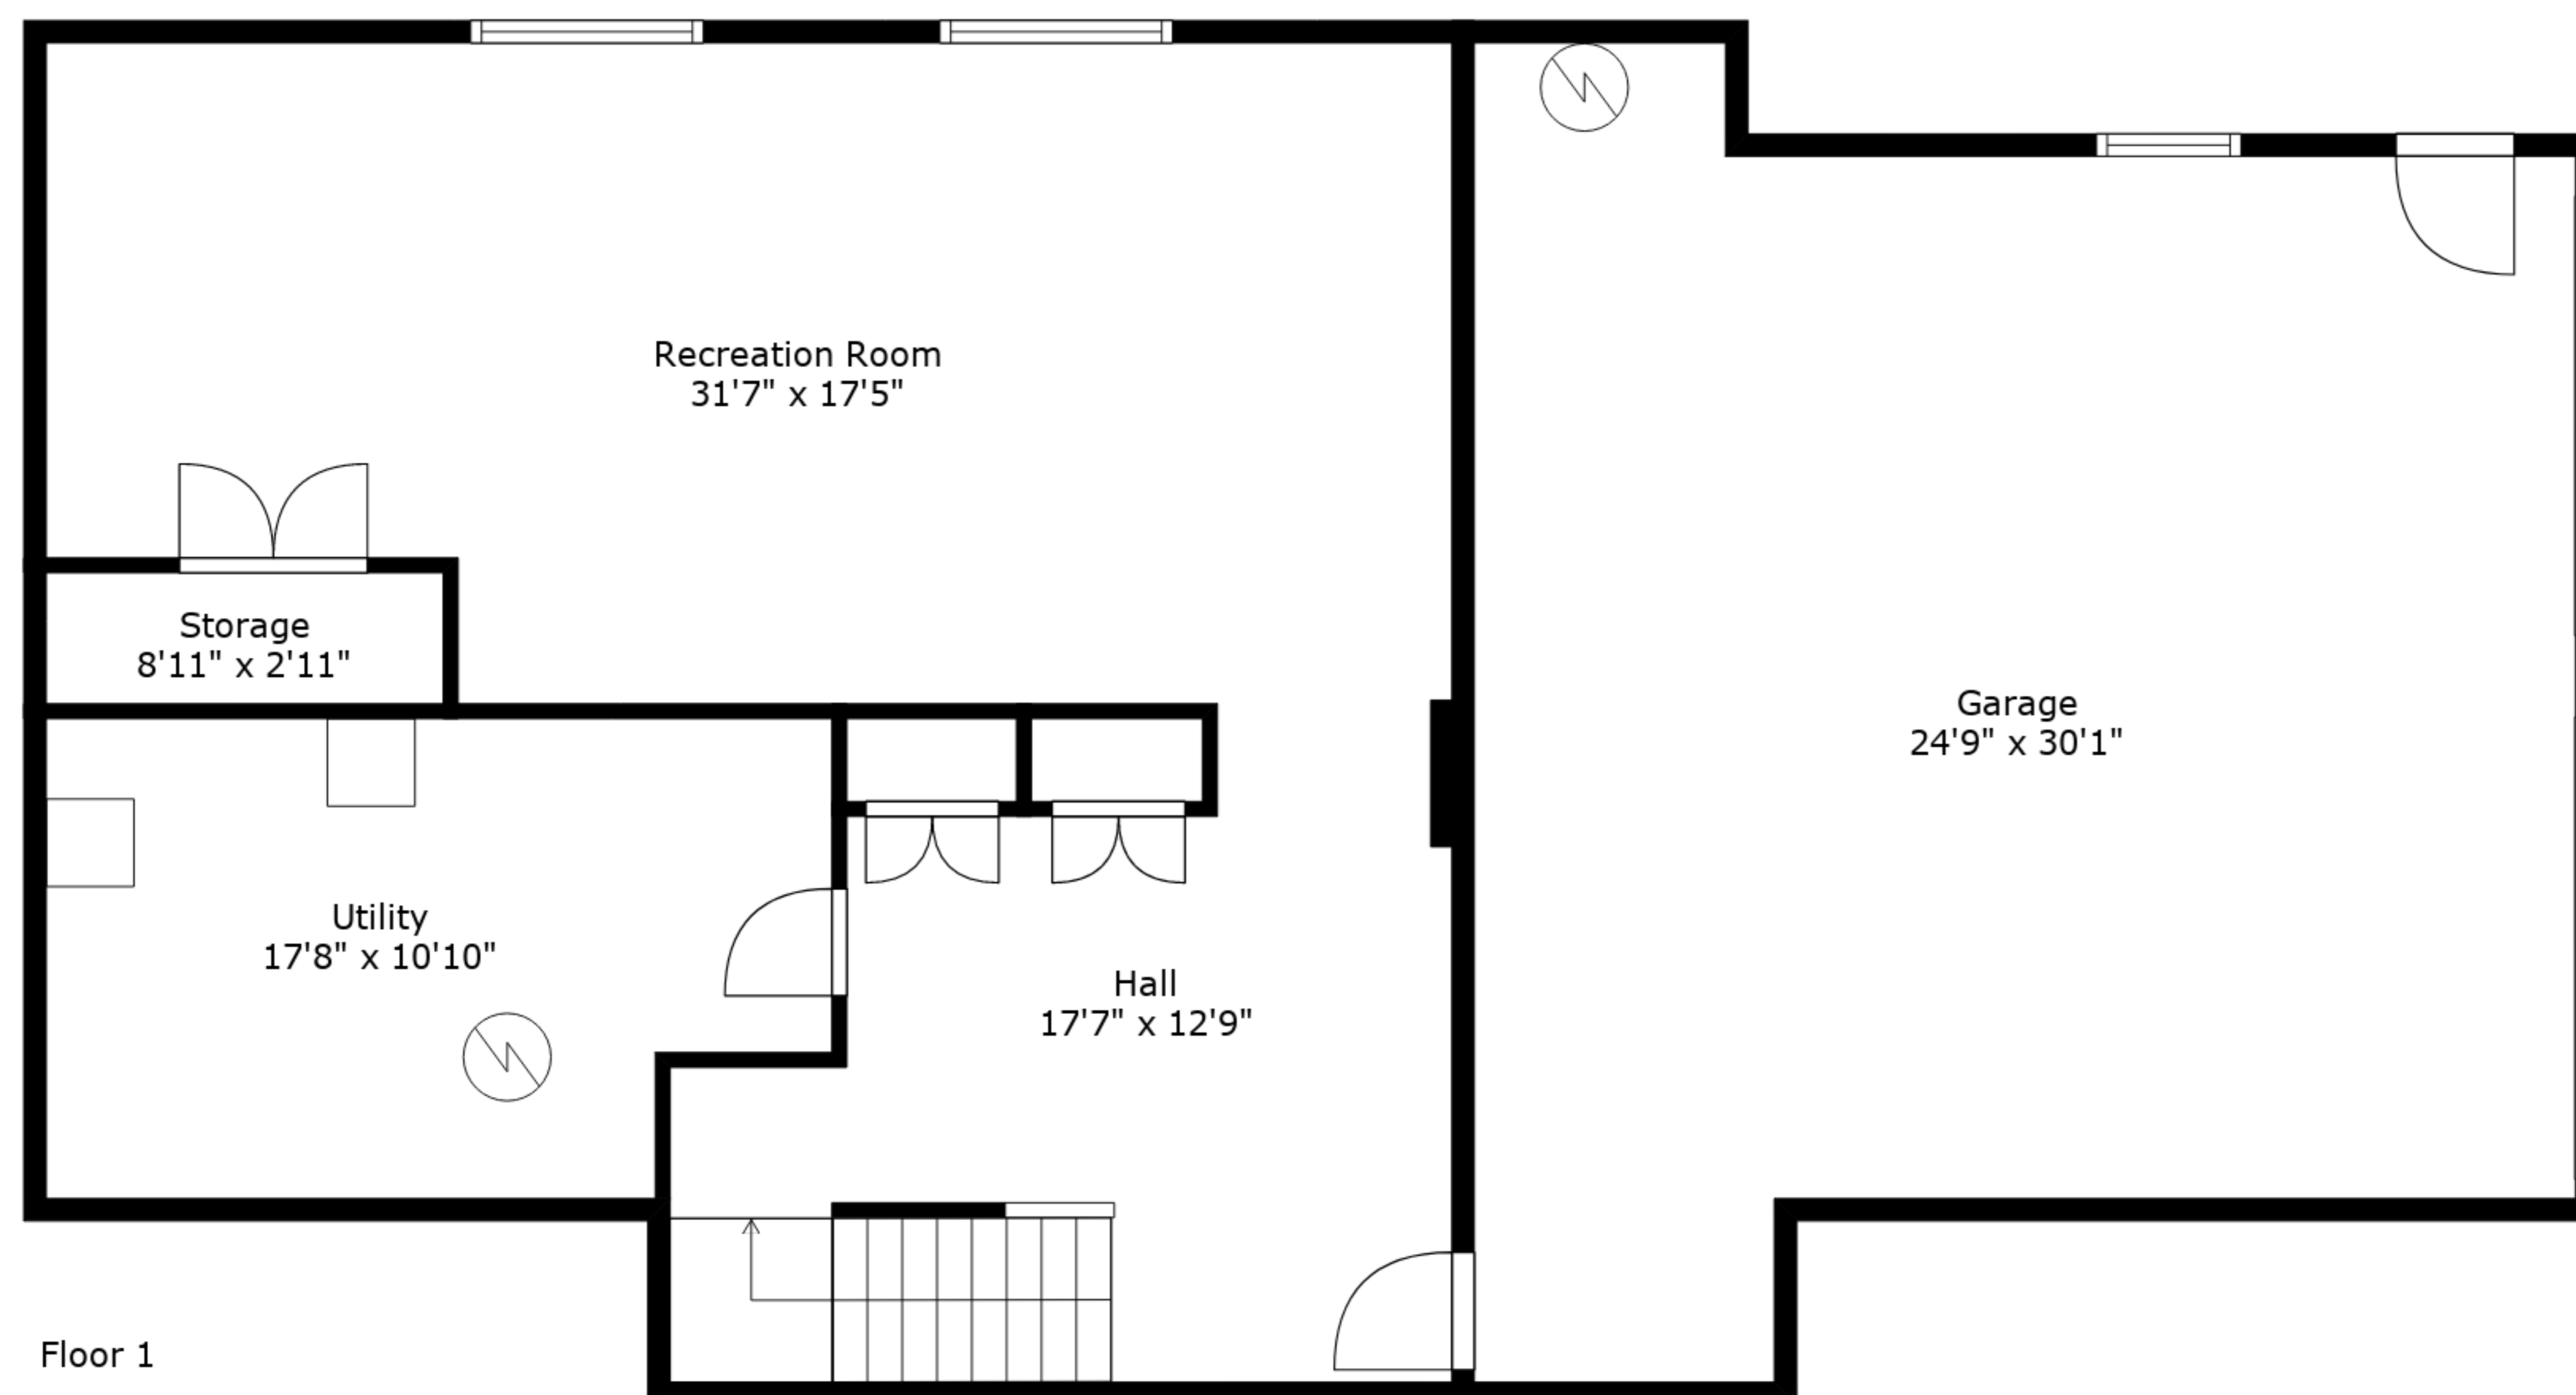 Recreation Room
31'7" x 17'5"
Storage
8'11" x 2'11"
Garage
24'9" x 30'1"
Utility
17'8" x 10'10"
Hall
17'7" x 12'9"
Floor 1